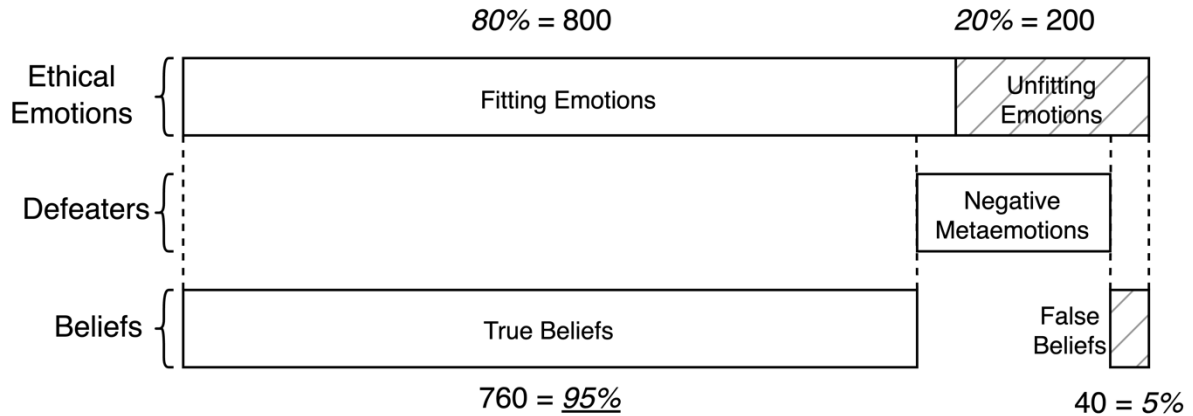 80% = 800
20% = 200
Ethical
Emotions
Fitting Emotions
Unfitting
Emotions
Defeaters
Negative
Metaemotions
Beliefs
True Beliefs
False
Beliefs
760 = 95%
40 = 5%